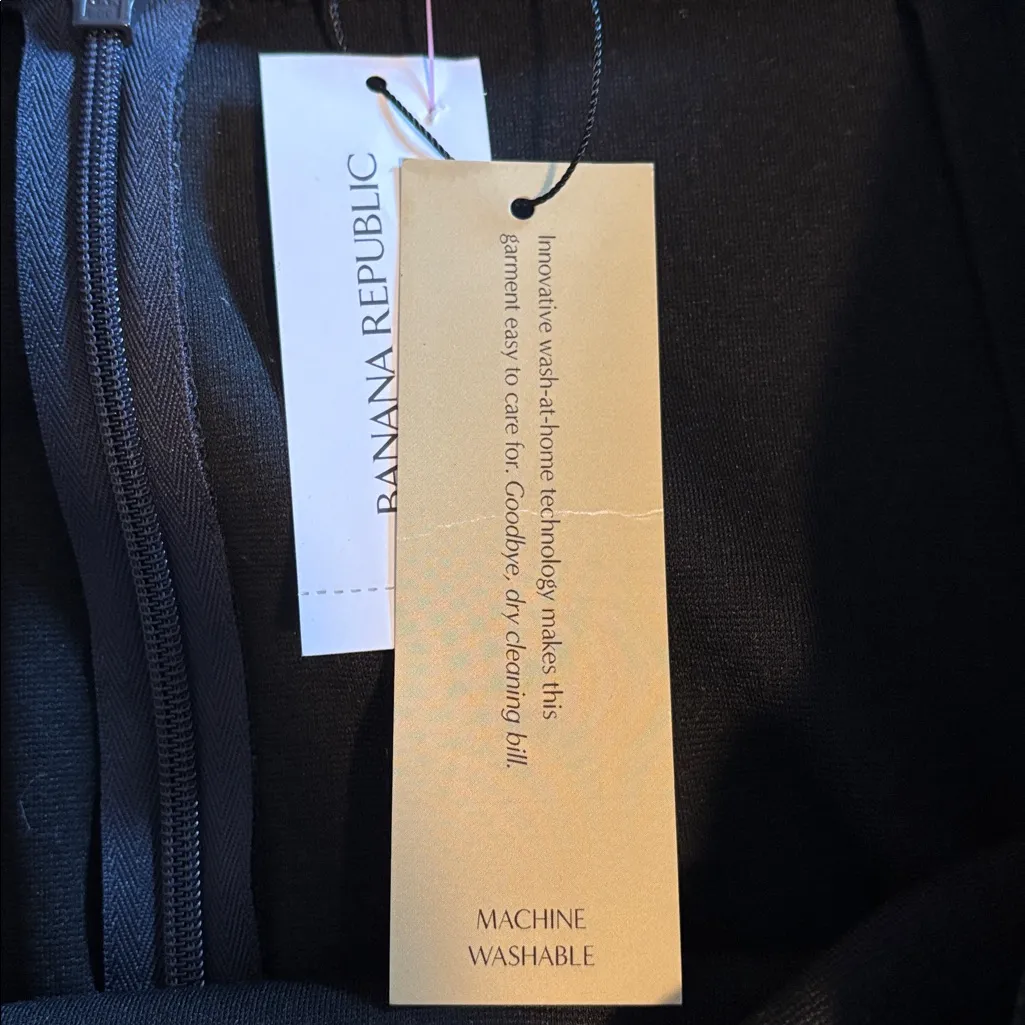 BANANA REPUBLIC
Innovative wash-at-home technology makes this
garment easy to care for. Goodbye, dry cleaning bill.
MACHINE
WASHABLE